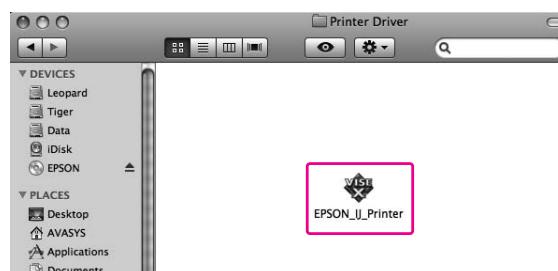 Printer Driver
DEVICES
Leopard
Tiger
Data
iDisk
EPSON
PLACES
Desktop
AVASYS
Applications
Documents
VISE
X
EPSON_IJ_Printer